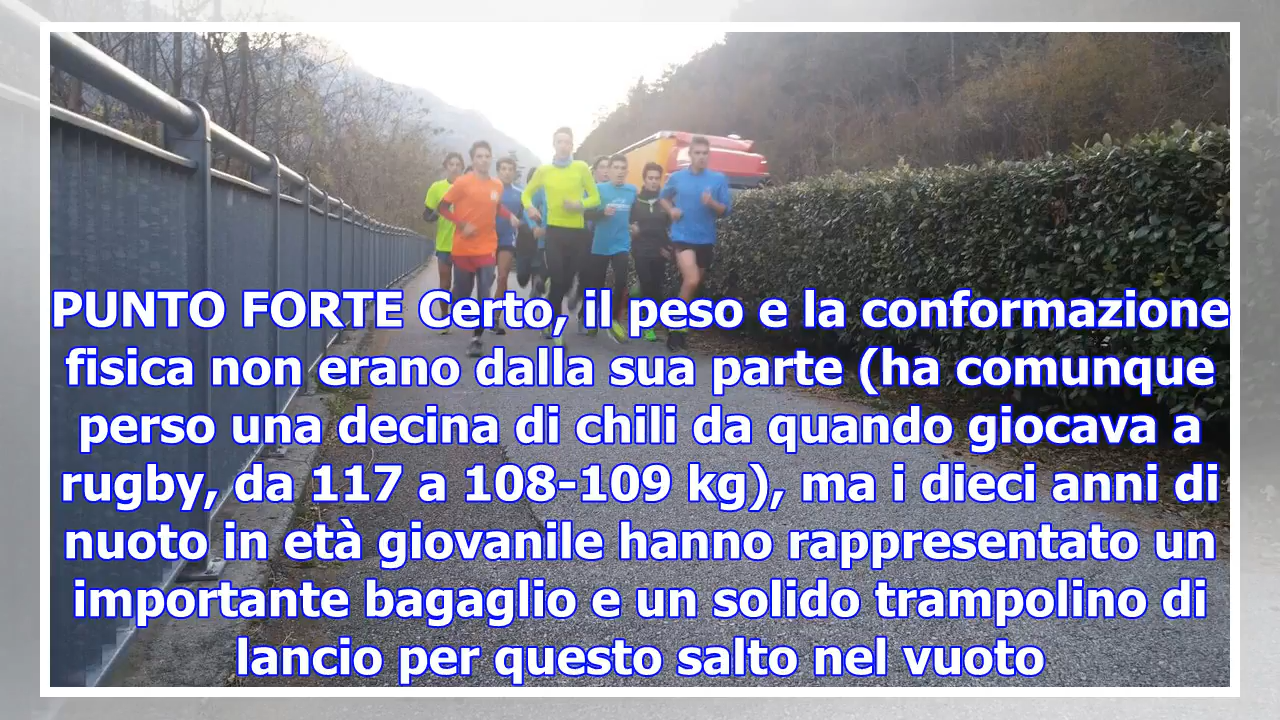 PUNTO FORTE Certo, il peso e la conformazione
fisica non erano dalla sua parte (ha comunque
perso una decina di chili da quando giocava a
rugby, da 117 a 108-109 kg), ma i dieci anni di
nuoto in età giovanile hanno rappresentato un
importante bagaglio e un solido trampolino di
lancio per questo salto nel vuoto